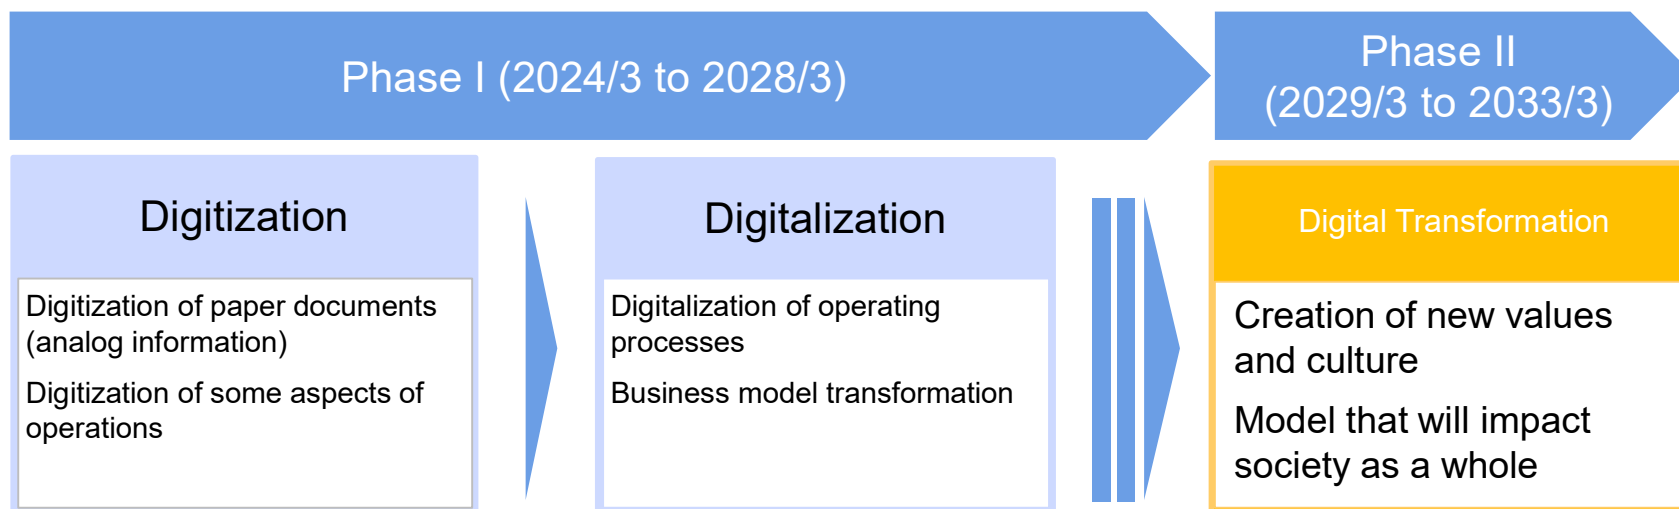 Phase I (2024/3 to 2028/3)
Phase II
(2029/3 to 2033/3)
Digitization
Digitization of paper documents
(analog information)
Digitization of some aspects of
operations
Digitalization
Digitalization of operating
processes
Business model transformation
Digital Transformation
Creation of new values
and culture
Model that will impact
society as a whole